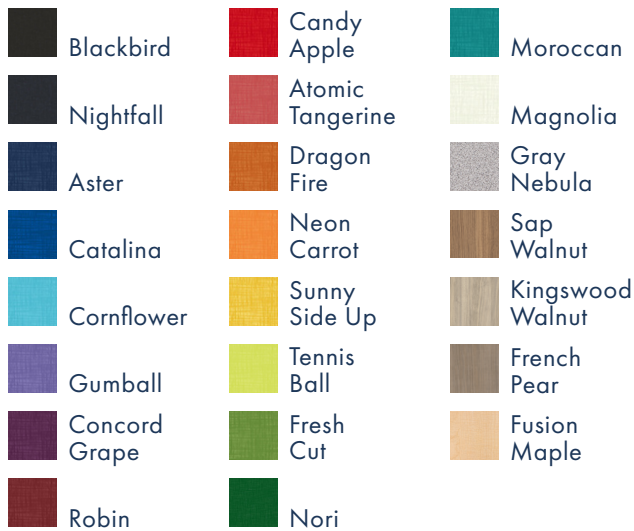 Blackbird
Nightfall
Aster
Catalina
Cornflower
Gumball
Concord
Grape
Robin
Candy
Apple
Atomic
Tangerine
Dragon
Fire
Neon
Carrot
Sunny
Side Up
Tennis
Ball
Fresh
Cut
Nori
Moroccan
Magnolia
Gray
Nebula
Sap
Walnut
Kingswood
Walnut
French
Pear
Fusion
Maple